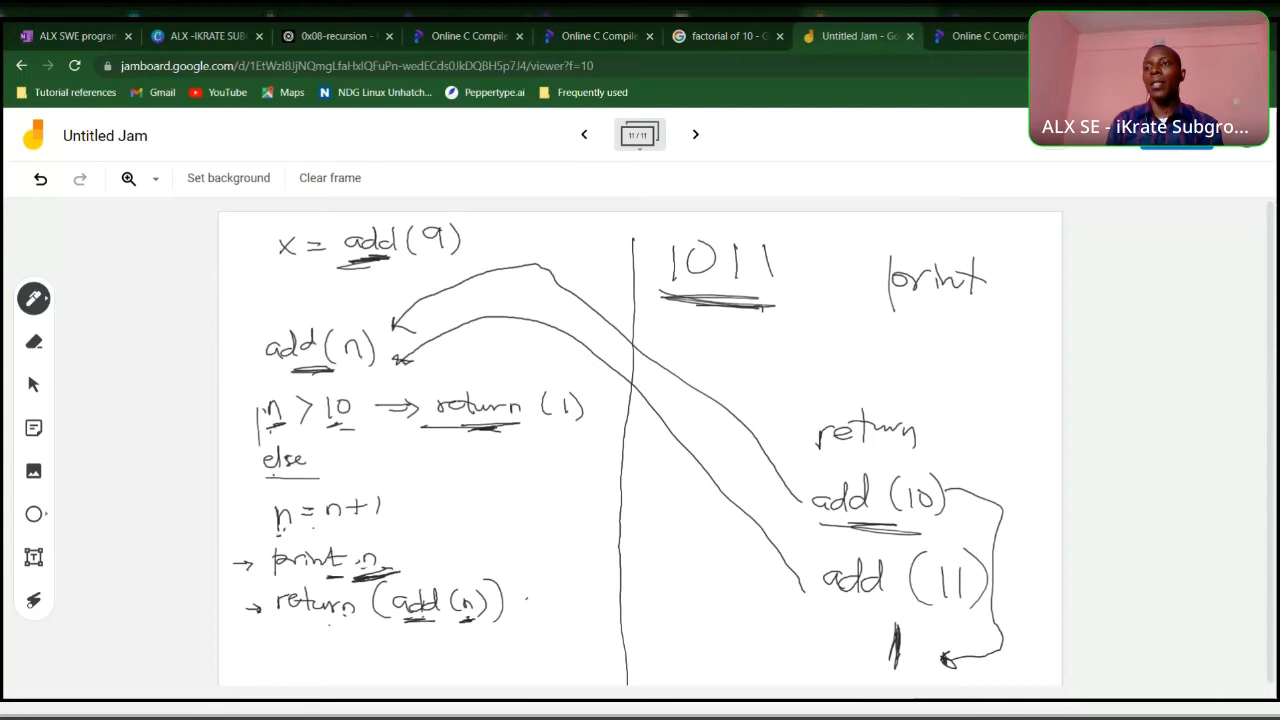 ALX SWE program
ALX -IKRATE SUB
0x08-recursion -
Online C Compile
Online C Compile
factorial of 10 - G
Untitled Jam - Go
Online C Compile
jamboard.google.com/d/1EtWzI8JjNQmgLfaHxlQFuPn-wedECds0JkDQBH5p7J4/viewer?f=10
Tutorial references
Gmail
YouTube
Maps
NDG Linux Unhatch...
Peppertype.ai
Frequently used
ALX SE - iKrate Subgro...
Untitled Jam
11 / 11
Set background
Clear frame
x = add(9)
add(n)
n > 10 → return (1)
else
n = n+1
→ print n
→ return (add(n))
1011
print
return
add (10)
add (11)
1